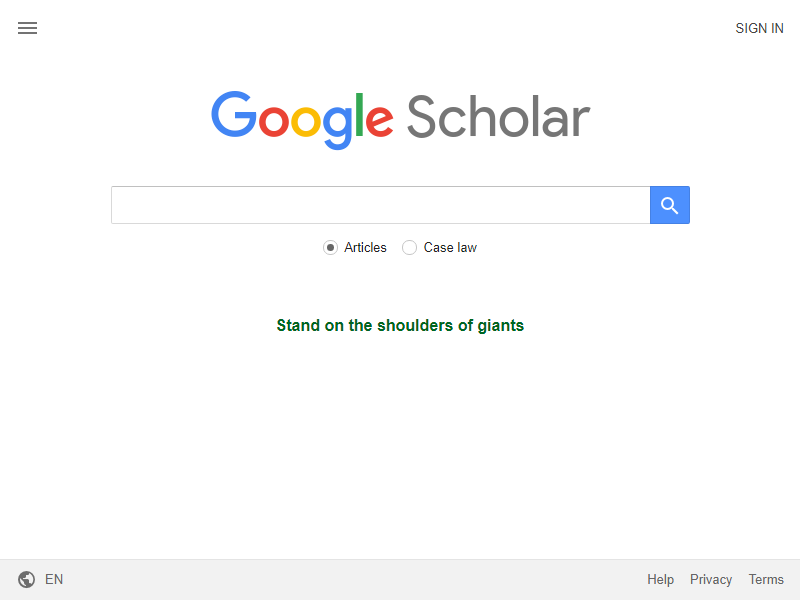 SIGN IN
Google Scholar
Articles Case law
Stand on the shoulders of giants
EN Help Privacy Terms